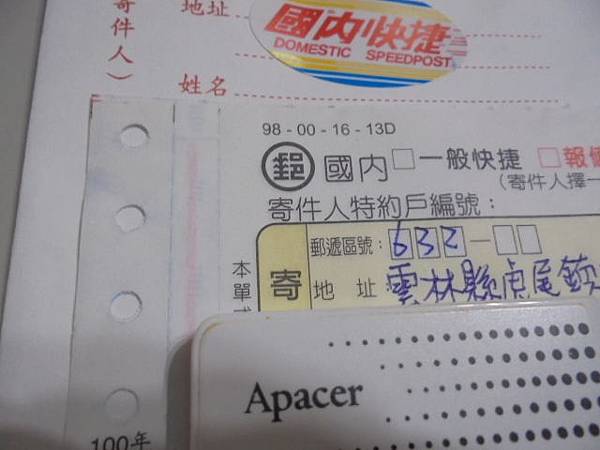 寄件人）
地址
國內快捷
DOMESTIC SPEEDPOST
姓名
98-00-16-13D
郵 國內□一般快捷 □報值
（寄件人擇一
寄件人特約戶編號：
郵遞區號：632－□□
寄 地址 雲林縣虎尾鎮
本單
Apacer
100年